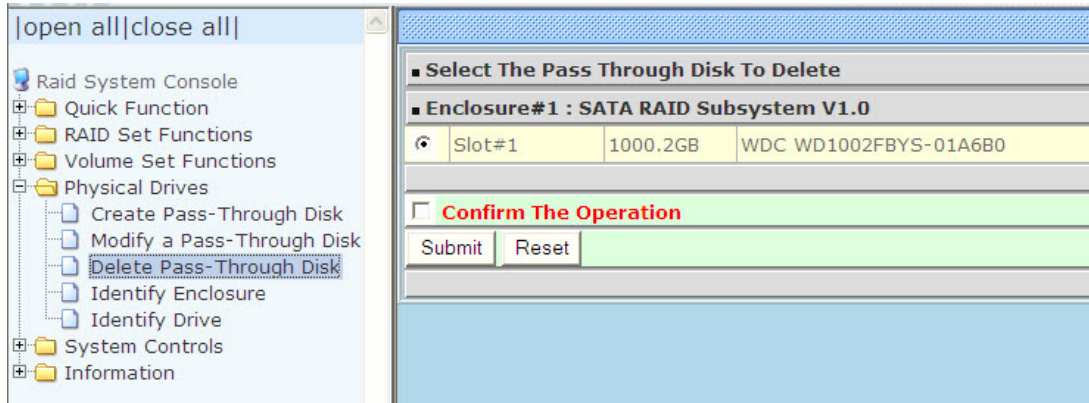 |open all|close all|
Raid System Console
Quick Function
RAID Set Functions
Volume Set Functions
Physical Drives
Create Pass-Through Disk
Modify a Pass-Through Disk
Delete Pass-Through Disk
Identify Enclosure
Identify Drive
System Controls
Information
Select The Pass Through Disk To Delete
Enclosure#1 : SATA RAID Subsystem V1.0
Slot#1 1000.2GB WDC WD1002FBYS-01A6B0
Confirm The Operation
Submit Reset